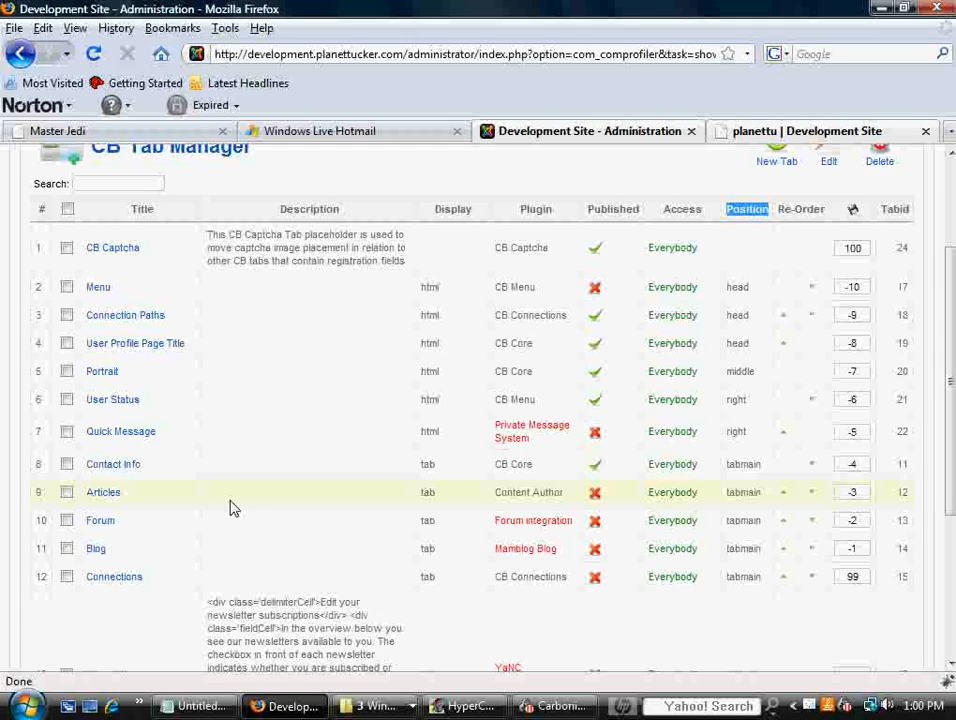 Development Site - Administration - Mozilla Firefox
File Edit View History Bookmarks Tools Help
http://development.planettucker.com/administrator/index.php?option=com_comprofiler&task=show
Google
Most Visited Getting Started Latest Headlines
Norton Expired
Master Jedi Windows Live Hotmail Development Site - Administration planettu | Development Site
CB Tab Manager
New Tab Edit Delete
Search:
# Title Description Display Plugin Published Access Position Re-Order Tabid
1 CB Captcha This CB Captcha Tab placeholder is used to CB Captcha Everybody 100 24
move captcha image placement in relation to
other CB tabs that contain registration fields
2 Menu html CB Menu Everybody head -10 17
3 Connection Paths html CB Connections Everybody head -9 18
4 User Profile Page Title html CB Core Everybody head -8 19
5 Portrait html CB Core Everybody middle -7 20
6 User Status html CB Menu Everybody right -6 21
7 Quick Message html Private Message Everybody right -5 22
System
8 Contact Info tab CB Core Everybody tabmain -4 11
9 Articles tab Content Author Everybody tabmain -3 12
10 Forum tab Forum integration Everybody tabmain -2 13
11 Blog tab Mamblog Blog Everybody tabmain -1 14
12 Connections tab CB Connections Everybody tabmain 99 15
<div class='delimiterCell'>Edit your
newsletter subscriptions</div> <div
class='fieldCell'>In the overview below you
see our newsletters available to you. The
checkbox in front of each newsletter
indicates whether you are subscribed or
YaNC
Done
Untitled... Develop... 3 Win... HyperC... Carboni... Yahoo! Search 1:00 PM